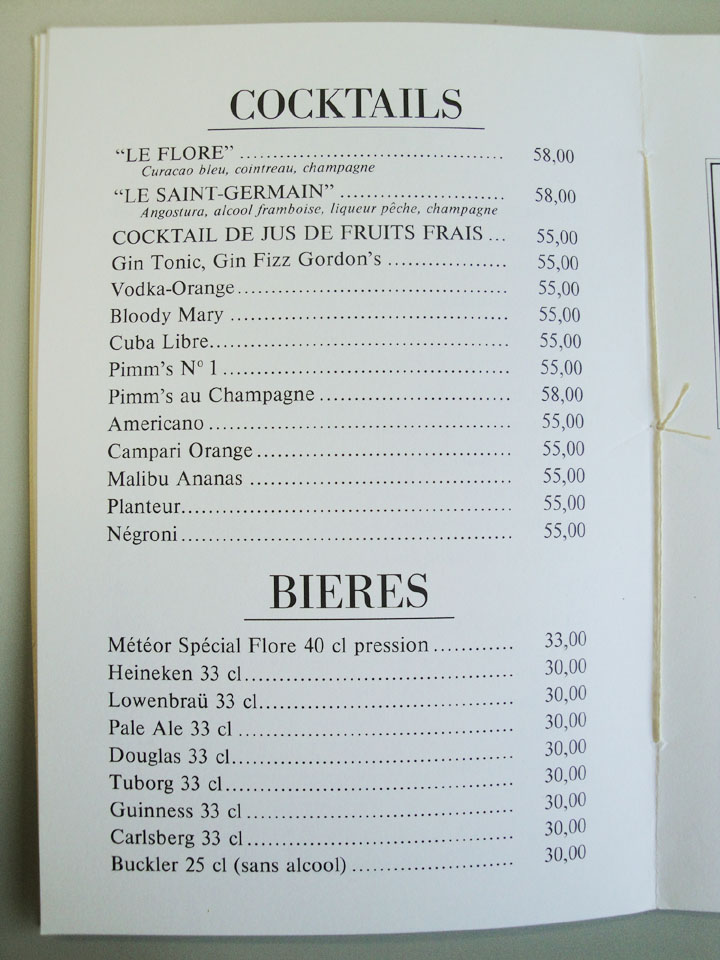 COCKTAILS
“LE FLORE” ....................................... 58,00
Curacao bleu, cointreau, champagne
“LE SAINT-GERMAIN” ........................ 58,00
Angostura, alcool framboise, liqueur pêche, champagne
COCKTAIL DE JUS DE FRUITS FRAIS ... 55,00
Gin Tonic, Gin Fizz Gordon’s .................. 55,00
Vodka-Orange........................................ 55,00
Bloody Mary ......................................... 55,00
Cuba Libre............................................ 55,00
Pimm’s Nº 1 .......................................... 55,00
Pimm’s au Champagne ............................ 58,00
Americano ............................................ 55,00
Campari Orange ..................................... 55,00
Malibu Ananas ...................................... 55,00
Planteur................................................ 55,00
Négroni ................................................ 55,00
BIERES
Météor Spécial Flore 40 cl pression ............ 33,00
Heineken 33 cl....................................... 30,00
Lowenbraü 33 cl..................................... 30,00
Pale Ale 33 cl ........................................ 30,00
Douglas 33 cl......................................... 30,00
Tuborg 33 cl.......................................... 30,00
Guinness 33 cl ....................................... 30,00
Carlsberg 33 cl ....................................... 30,00
Buckler 25 cl (sans alcool) ........................ 30,00